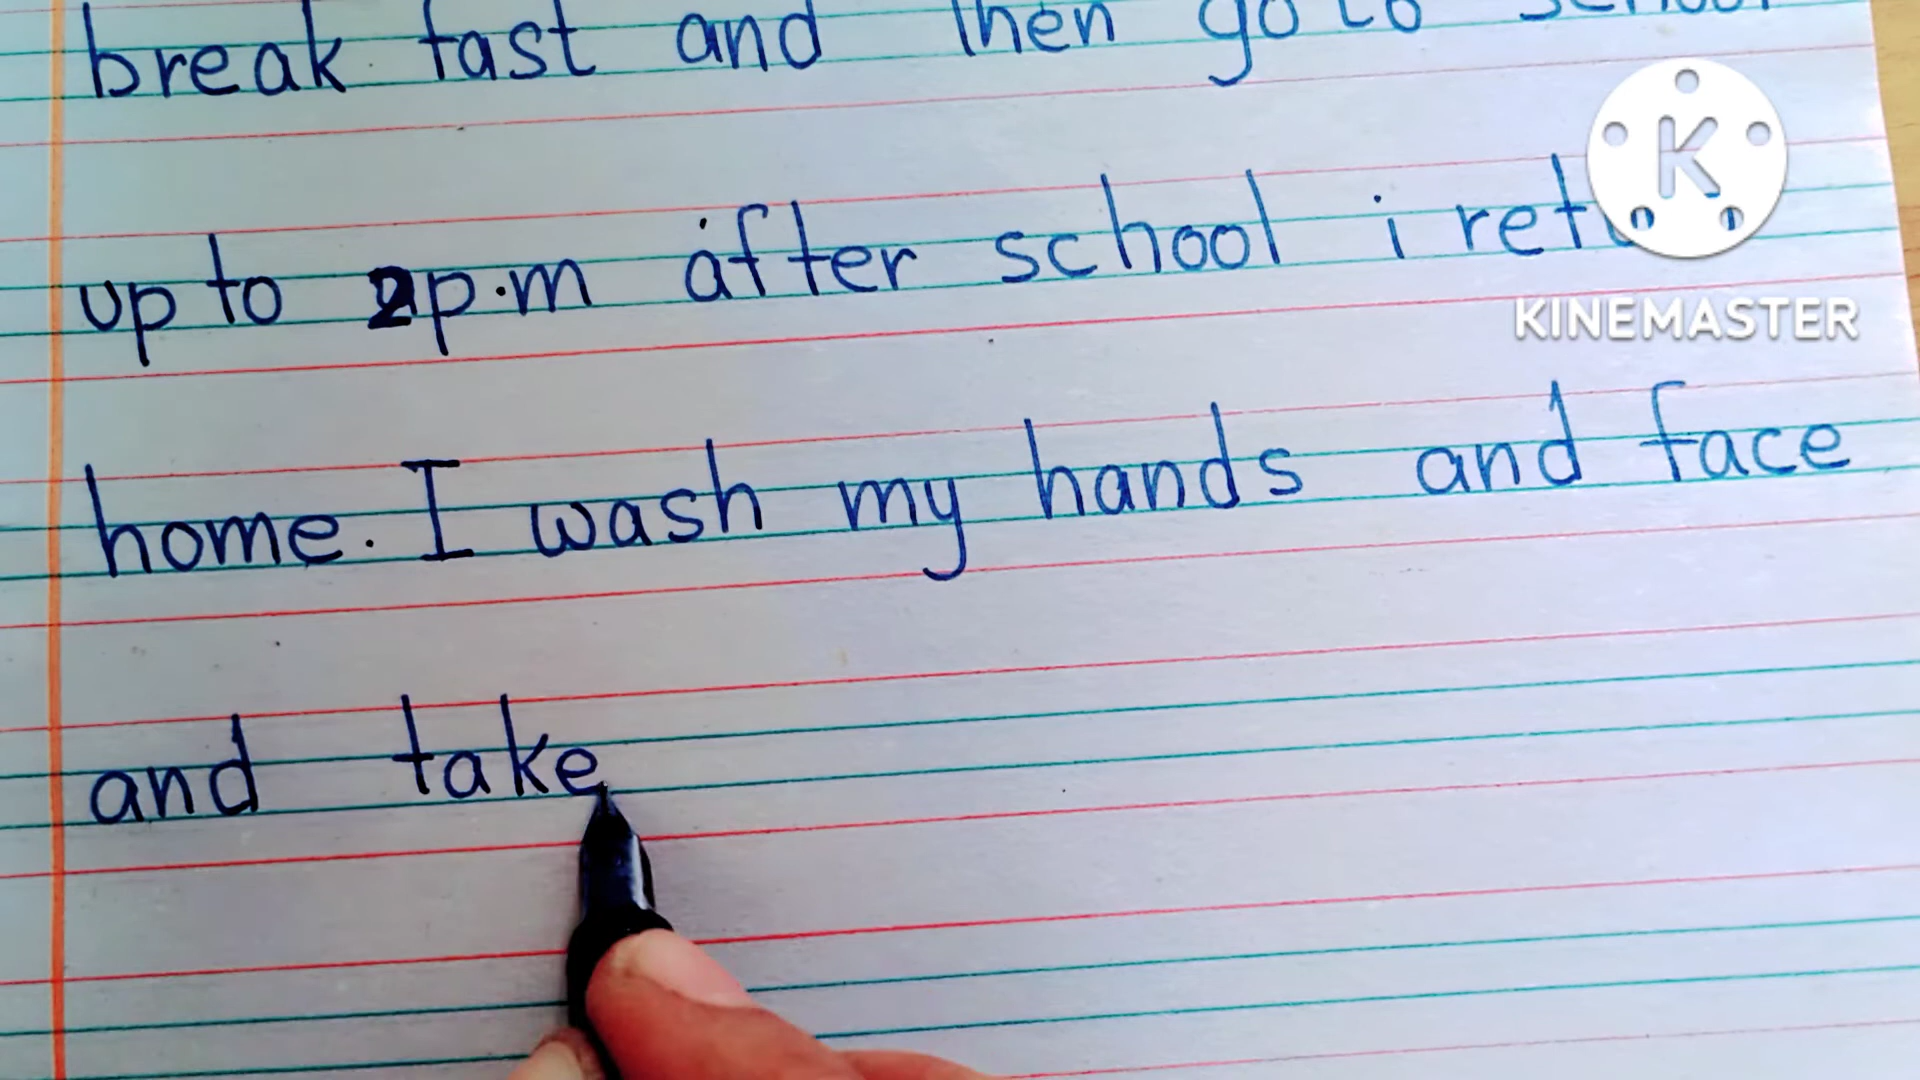 break fast and then go to school
up to 2p.m after school i
home. I wash my hands and face
and take
K
KINEMASTER